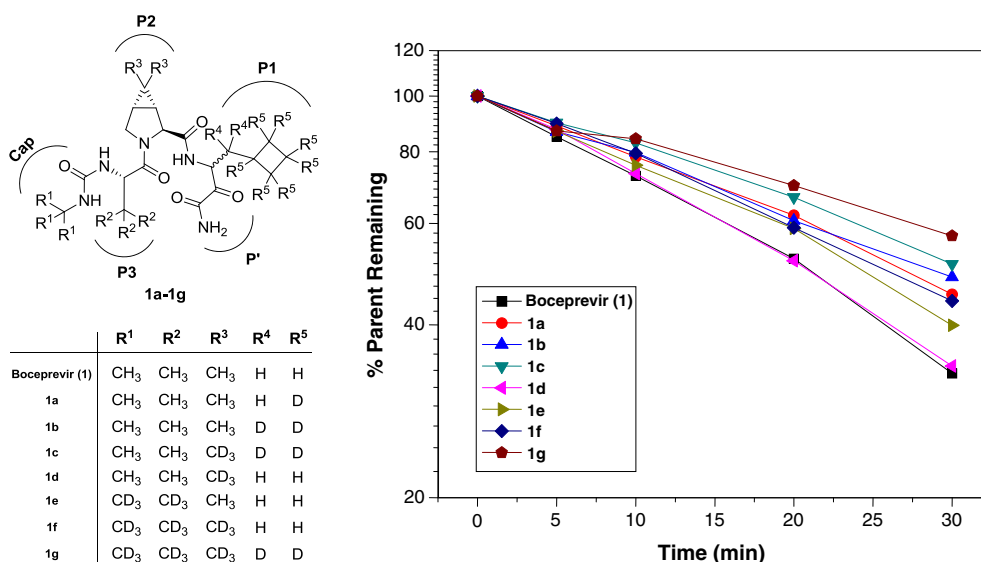 P2
R³ R³
P1
Cap
O
R⁴ R⁴ R⁵ R⁵
R⁵
N
HN
R⁵
R⁵
O H N
O
R⁵ R⁵
NH
O
O
R¹ R¹ R¹
R² R² R²
NH₂
P3
P'
1a-1g
R¹ R² R³ R⁴ R⁵
Boceprevir (1) CH₃ CH₃ CH₃ H H
1a CH₃ CH₃ CH₃ H D
1b CH₃ CH₃ CH₃ D D
1c CH₃ CH₃ CD₃ D D
1d CH₃ CH₃ CD₃ H H
1e CD₃ CD₃ CH₃ H H
1f CD₃ CD₃ CD₃ H H
1g CD₃ CD₃ CD₃ D D
% Parent Remaining
120
100
80
60
40
20
Boceprevir (1)
1a
1b
1c
1d
1e
1f
1g
0 5 10 15 20 25 30
Time (min)